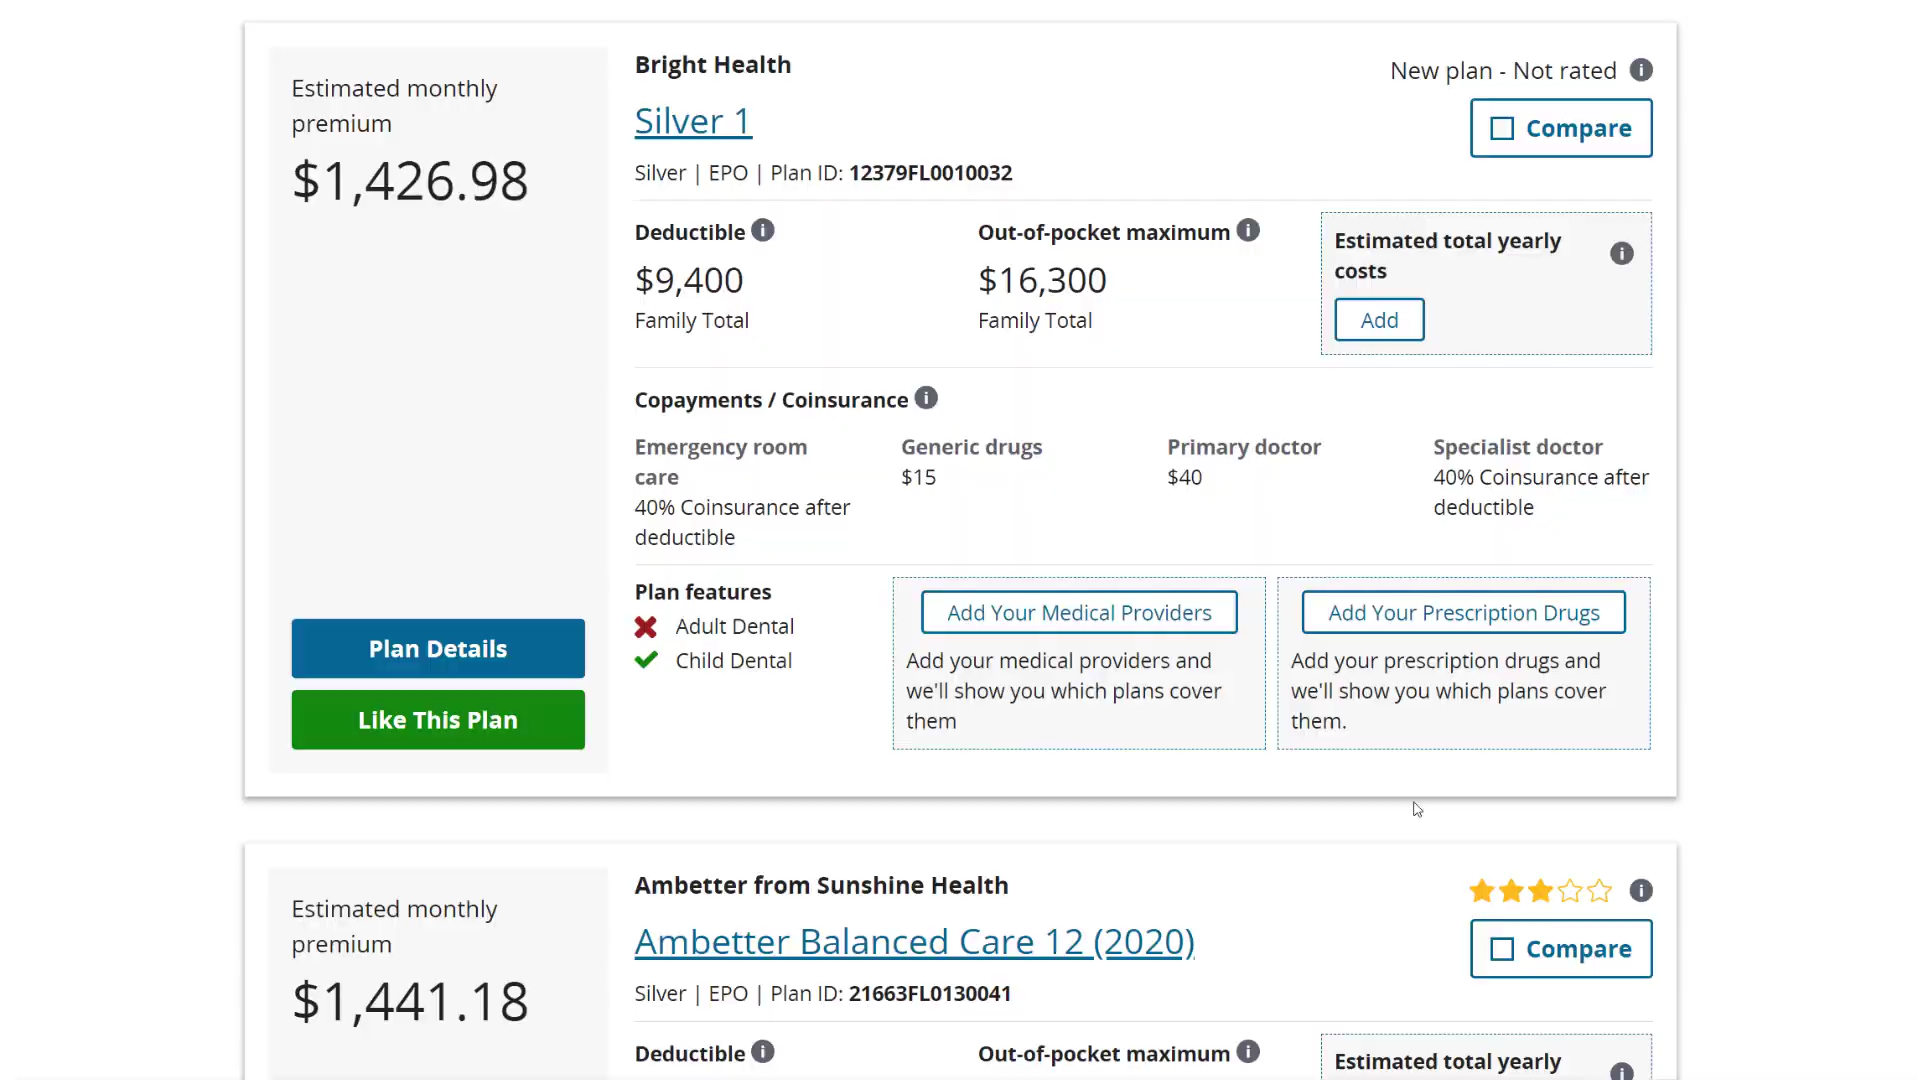 Estimated monthly
premium
$1,426.98
Plan Details
Like This Plan
Bright Health
New plan - Not rated
Silver 1
Compare
Silver | EPO | Plan ID: 12379FL0010032
Deductible
$9,400
Family Total
Out-of-pocket maximum
$16,300
Family Total
Estimated total yearly
costs
Add
Copayments / Coinsurance
Emergency room
care
40% Coinsurance after
deductible
Generic drugs
$15
Primary doctor
$40
Specialist doctor
40% Coinsurance after
deductible
Plan features
Adult Dental
Child Dental
Add Your Medical Providers
Add your medical providers and
we'll show you which plans cover
them
Add Your Prescription Drugs
Add your prescription drugs and
we'll show you which plans cover
them.
Estimated monthly
premium
$1,441.18
Ambetter from Sunshine Health
Ambetter Balanced Care 12 (2020)
Compare
Silver | EPO | Plan ID: 21663FL0130041
Deductible
Out-of-pocket maximum
Estimated total yearly